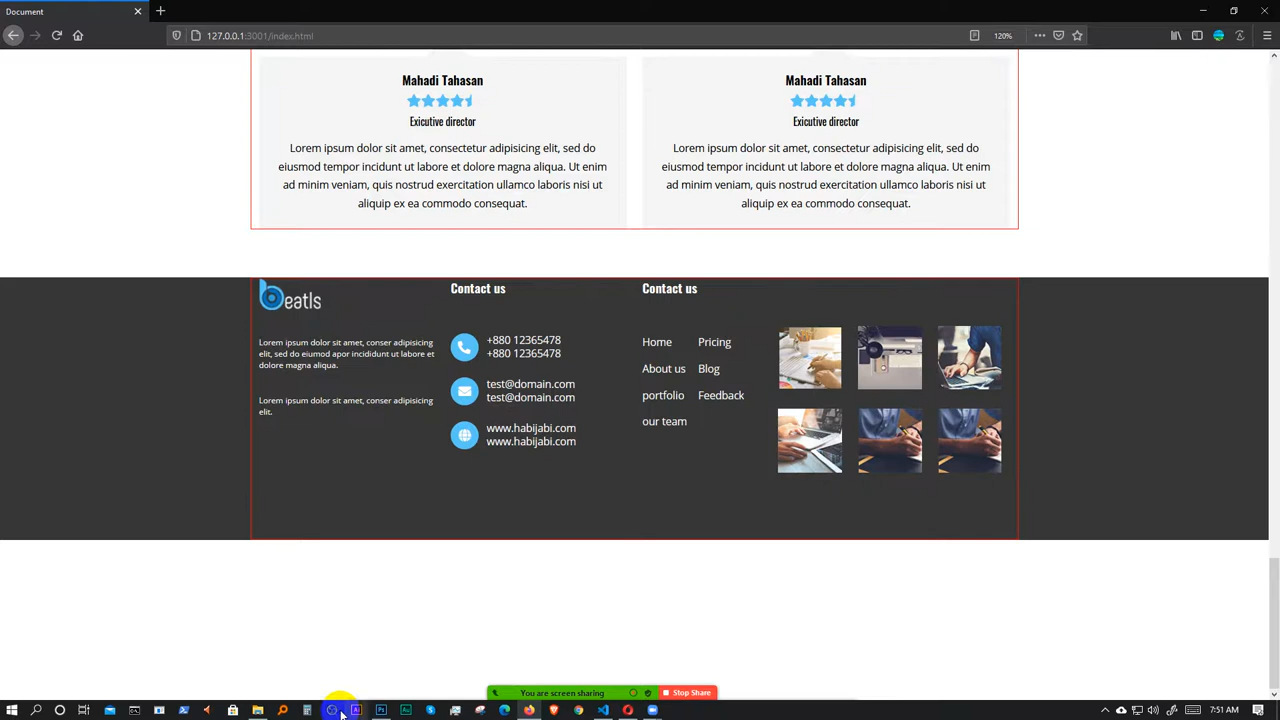 Document
127.0.0.1:3001/index.html
120%
Mahadi Tahasan
Exicutive director
Lorem ipsum dolor sit amet, consectetur adipisicing elit, sed do
eiusmod tempor incidunt ut labore et dolore magna aliqua. Ut enim
ad minim veniam, quis nostrud exercitation ullamco laboris nisi ut
aliquip ex ea commodo consequat.
Mahadi Tahasan
Exicutive director
Lorem ipsum dolor sit amet, consectetur adipisicing elit, sed do
eiusmod tempor incidunt ut labore et dolore magna aliqua. Ut enim
ad minim veniam, quis nostrud exercitation ullamco laboris nisi ut
aliquip ex ea commodo consequat.
beatls
Lorem ipsum dolor sit amet, conser adipisicing
elit, sed do eiumod apor incididunt ut labore et
dolore magna aliqua.
Lorem ipsum dolor sit amet, conser adipisicing
elit.
Contact us
+880 12365478
+880 12365478
test@domain.com
test@domain.com
www.habijabi.com
www.habijabi.com
Contact us
Home
About us
portfolio
our team
Pricing
Blog
Feedback
You are screen sharing
Stop Share
Ai
Ps
Au
7:51 AM